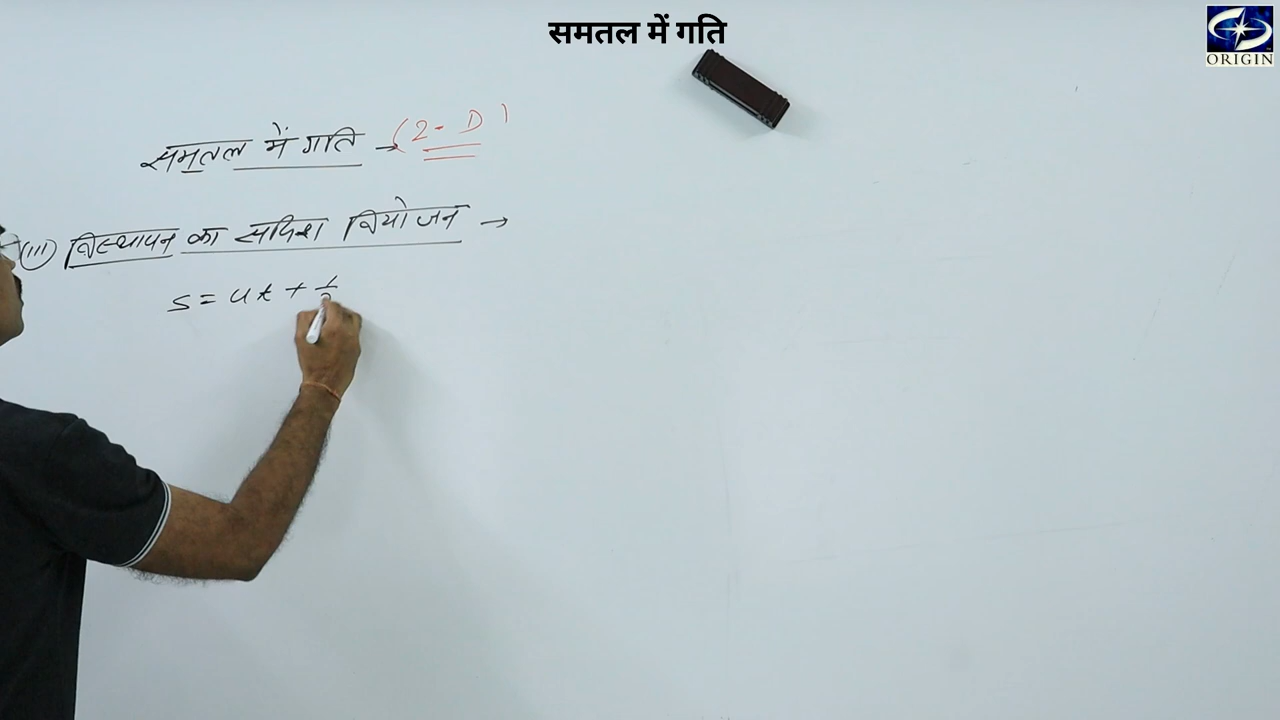 समतल में गति
ORIGIN
समतल में गति → (2-D)
(iii) विस्थापन का सदिश वियोजन →
s = ut + 1/2